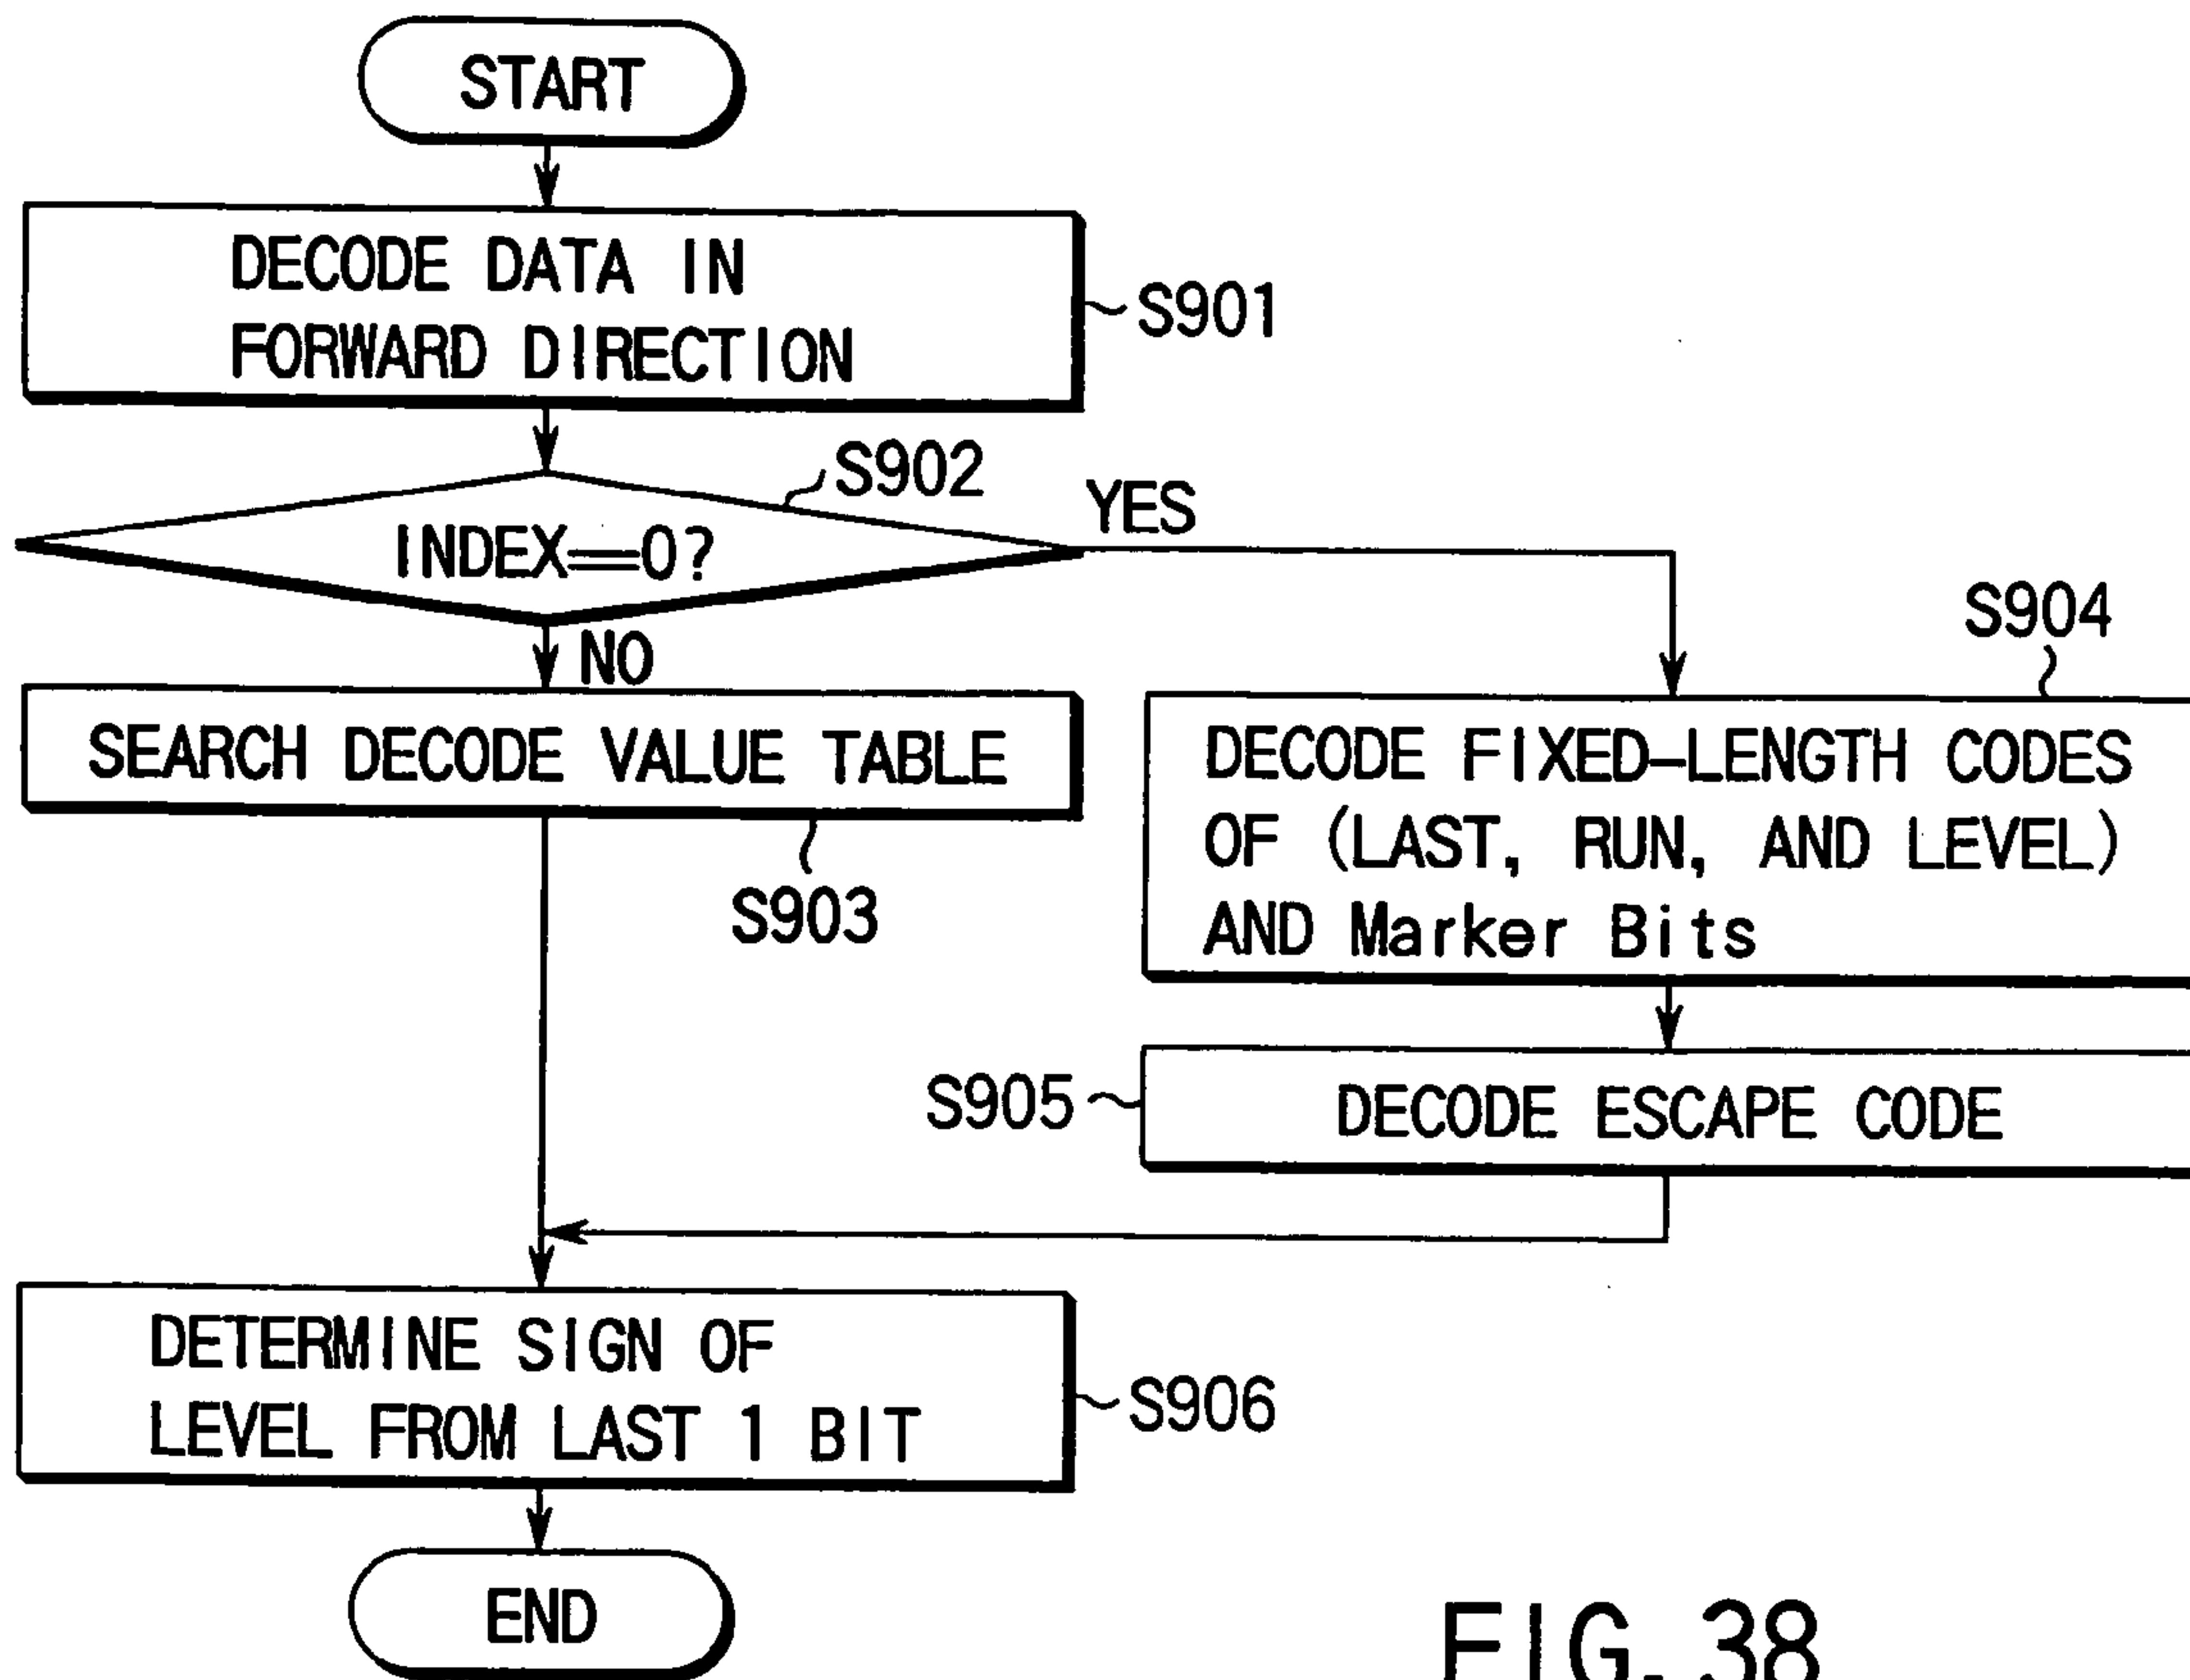 START
DECODE DATA IN
FORWARD DIRECTION
S901
S902
INDEX==0?
YES
NO
SEARCH DECODE VALUE TABLE
S903
S904
DECODE FIXED-LENGTH CODES
OF (LAST, RUN, AND LEVEL)
AND Marker Bits
S905
DECODE ESCAPE CODE
DETERMINE SIGN OF
LEVEL FROM LAST 1 BIT
S906
END
FIG. 38